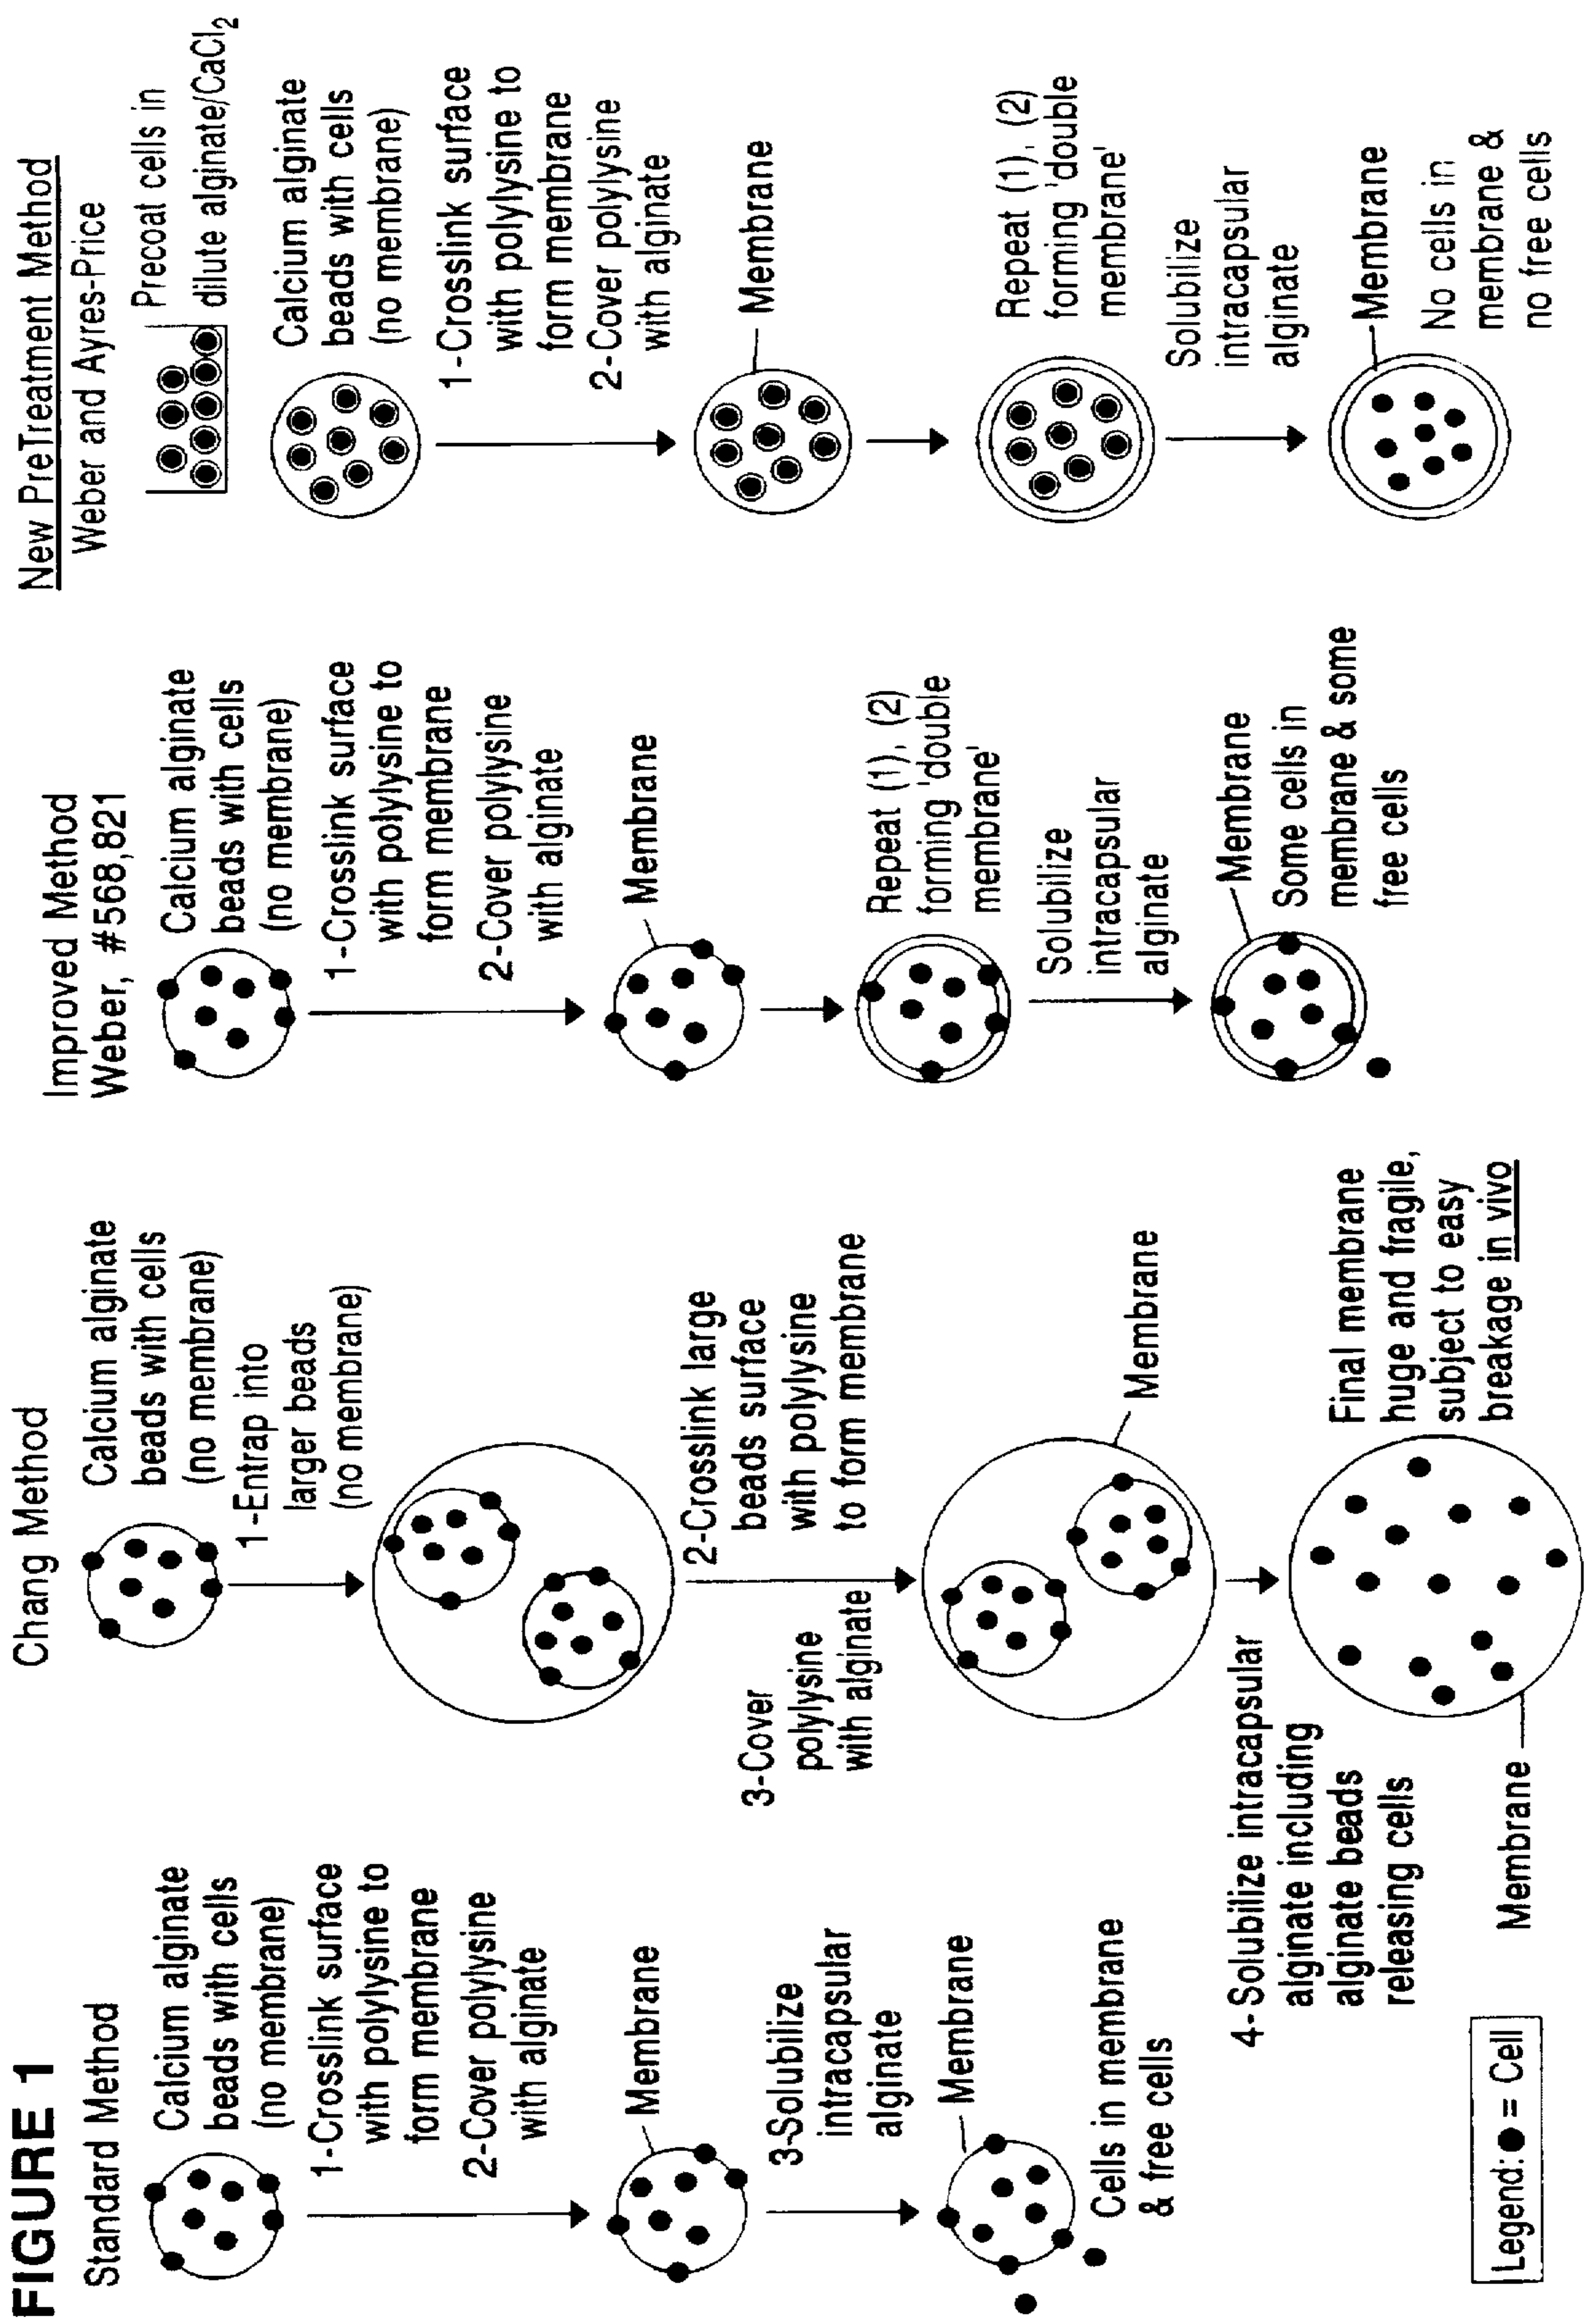 FIGURE 1
Standard Method
Calcium alginate
beads with cells
(no membrane)
1-Crosslink surface
with polylysine to
form membrane
2-Cover polylysine
with alginate
Membrane
3-Solubilize
intracapsular
alginate
Membrane
Cells in membrane
& free cells
Chang Method
Calcium alginate
beads with cells
(no membrane)
1-Entrap into
larger beads
(no membrane)
2-Crosslink large
beads surface
with polylysine
to form membrane
3-Cover
polylysine
with alginate
Membrane
4-Solubilize intracapsular
alginate including
alginate beads
releasing cells
Final membrane
huge and fragile,
subject to easy
breakage in vivo
Membrane
Improved Method
Weber, #568,821
Calcium alginate
beads with cells
(no membrane)
1-Crosslink surface
with polylysine to
form membrane
2-Cover polylysine
with alginate
Membrane
Repeat (1), (2)
forming 'double
membrane'
Solubilize
intracapsular
alginate
Membrane
Some cells in
membrane & some
free cells
New PreTreatment Method
Weber and Ayres-Price
Precoat cells in
dilute alginate/CaCl₂
Calcium alginate
beads with cells
(no membrane)
1-Crosslink surface
with polylysine to
form membrane
2-Cover polylysine
with alginate
Membrane
Repeat (1), (2)
forming 'double
membrane'
Solubilize
intracapsular
alginate
Membrane
No cells in
membrane &
no free cells
Legend: ● = Cell